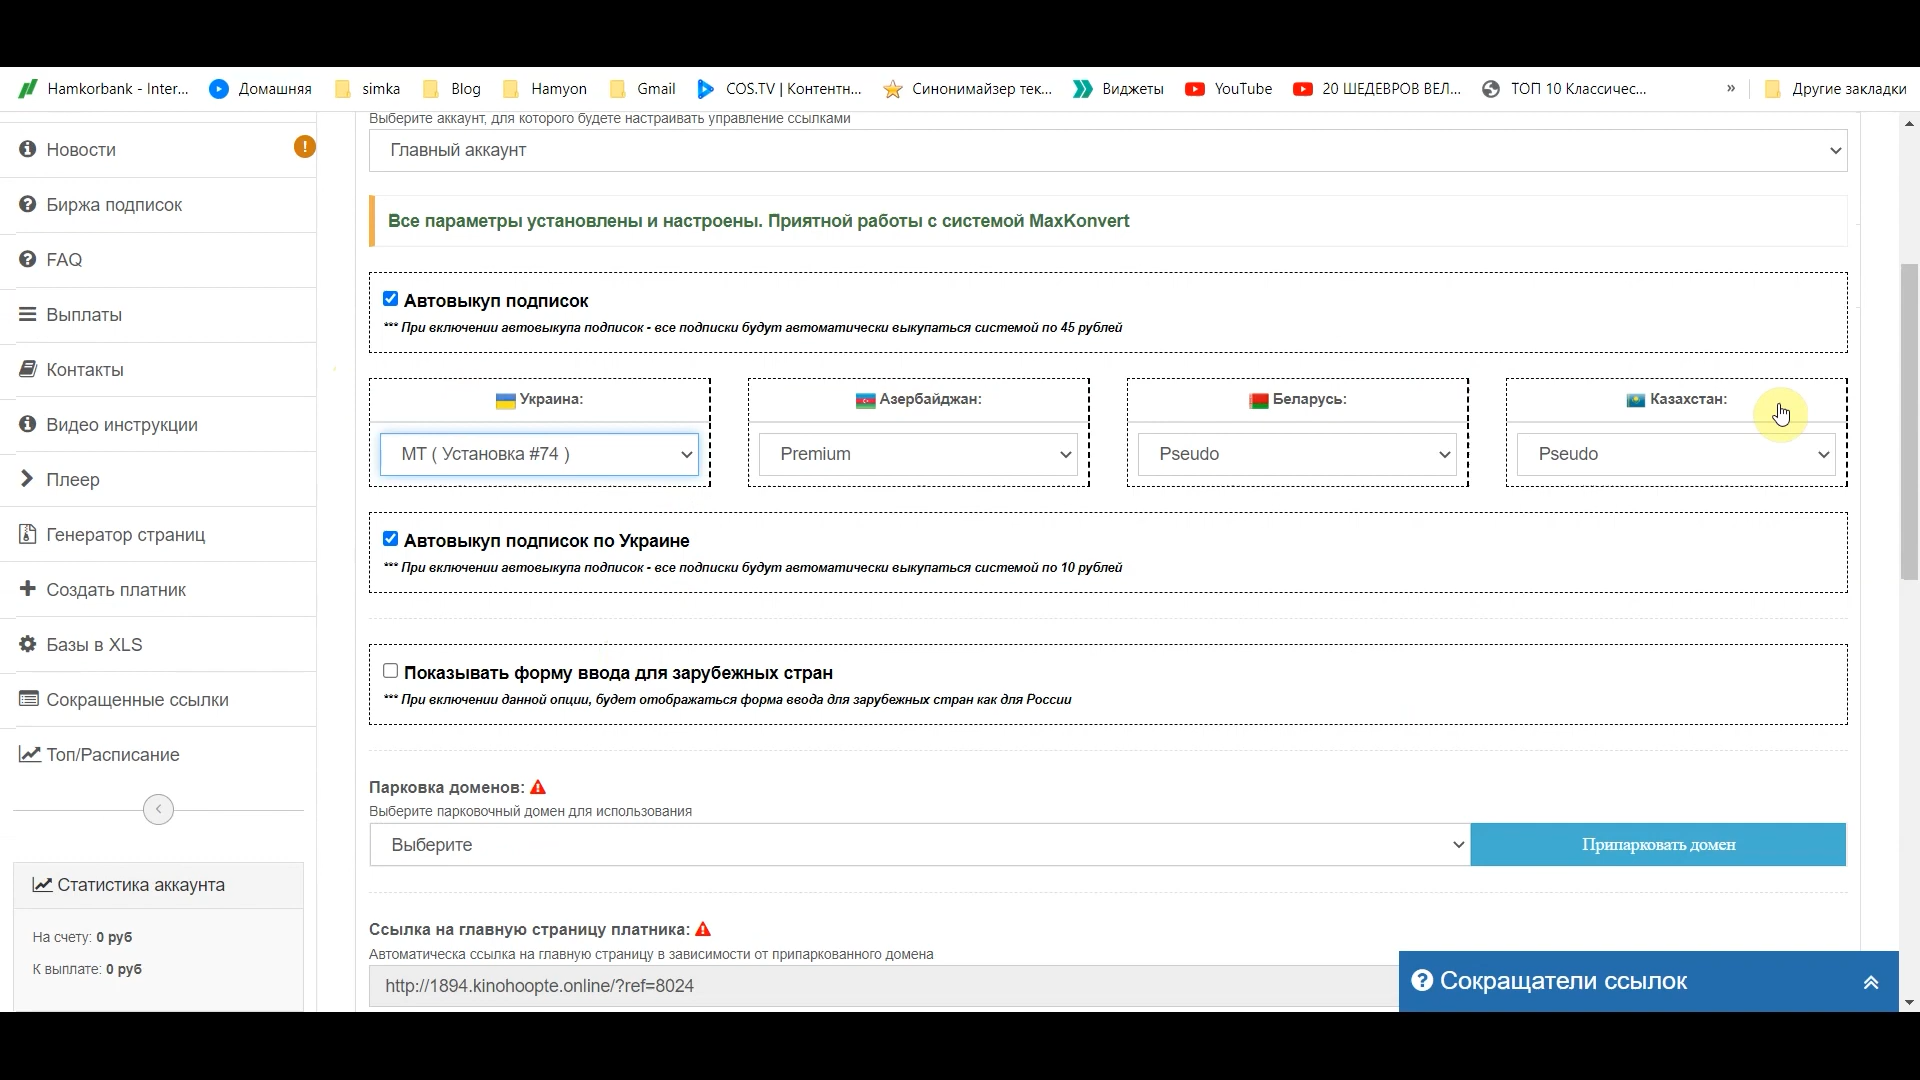 Hamkorbank - Inter...
Домашняя
simka
Blog
Hamyon
Gmail
COS.TV | Контентн...
Синонимайзер тек...
Виджеты
YouTube
20 ШЕДЕВРОВ ВЕЛ...
ТОП 10 Классичес...
»
Другие закладки
Новости
!
Биржа подписок
FAQ
Выплаты
Контакты
Видео инструкции
Плеер
Генератор страниц
Создать платник
Базы в XLS
Сокращенные ссылки
Топ/Расписание
Статистика аккаунта
На счету: 0 руб
К выплате: 0 руб
Выберите аккаунт, для которого будете настраивать управление ссылками
Главный аккаунт
Все параметры установлены и настроены. Приятной работы с системой MaxKonvert
Автовыкуп подписок
*** При включении автовыкупа подписок - все подписки будут автоматически выкупаться системой по 45 рублей
Украина:
МТ ( Установка #74 )
Азербайджан:
Premium
Беларусь:
Pseudo
Казахстан:
Pseudo
Автовыкуп подписок по Украине
*** При включении автовыкупа подписок - все подписки будут автоматически выкупаться системой по 10 рублей
Показывать форму ввода для зарубежных стран
*** При включении данной опции, будет отображаться форма ввода для зарубежных стран как для России
Парковка доменов:
Выберите парковочный домен для использования
Выберите
Припарковать домен
Ссылка на главную страницу платника:
Автоматическа ссылка на главную страницу в зависимости от припаркованного домена
http://1894.kinohoopte.online/?ref=8024
Сокращатели ссылок